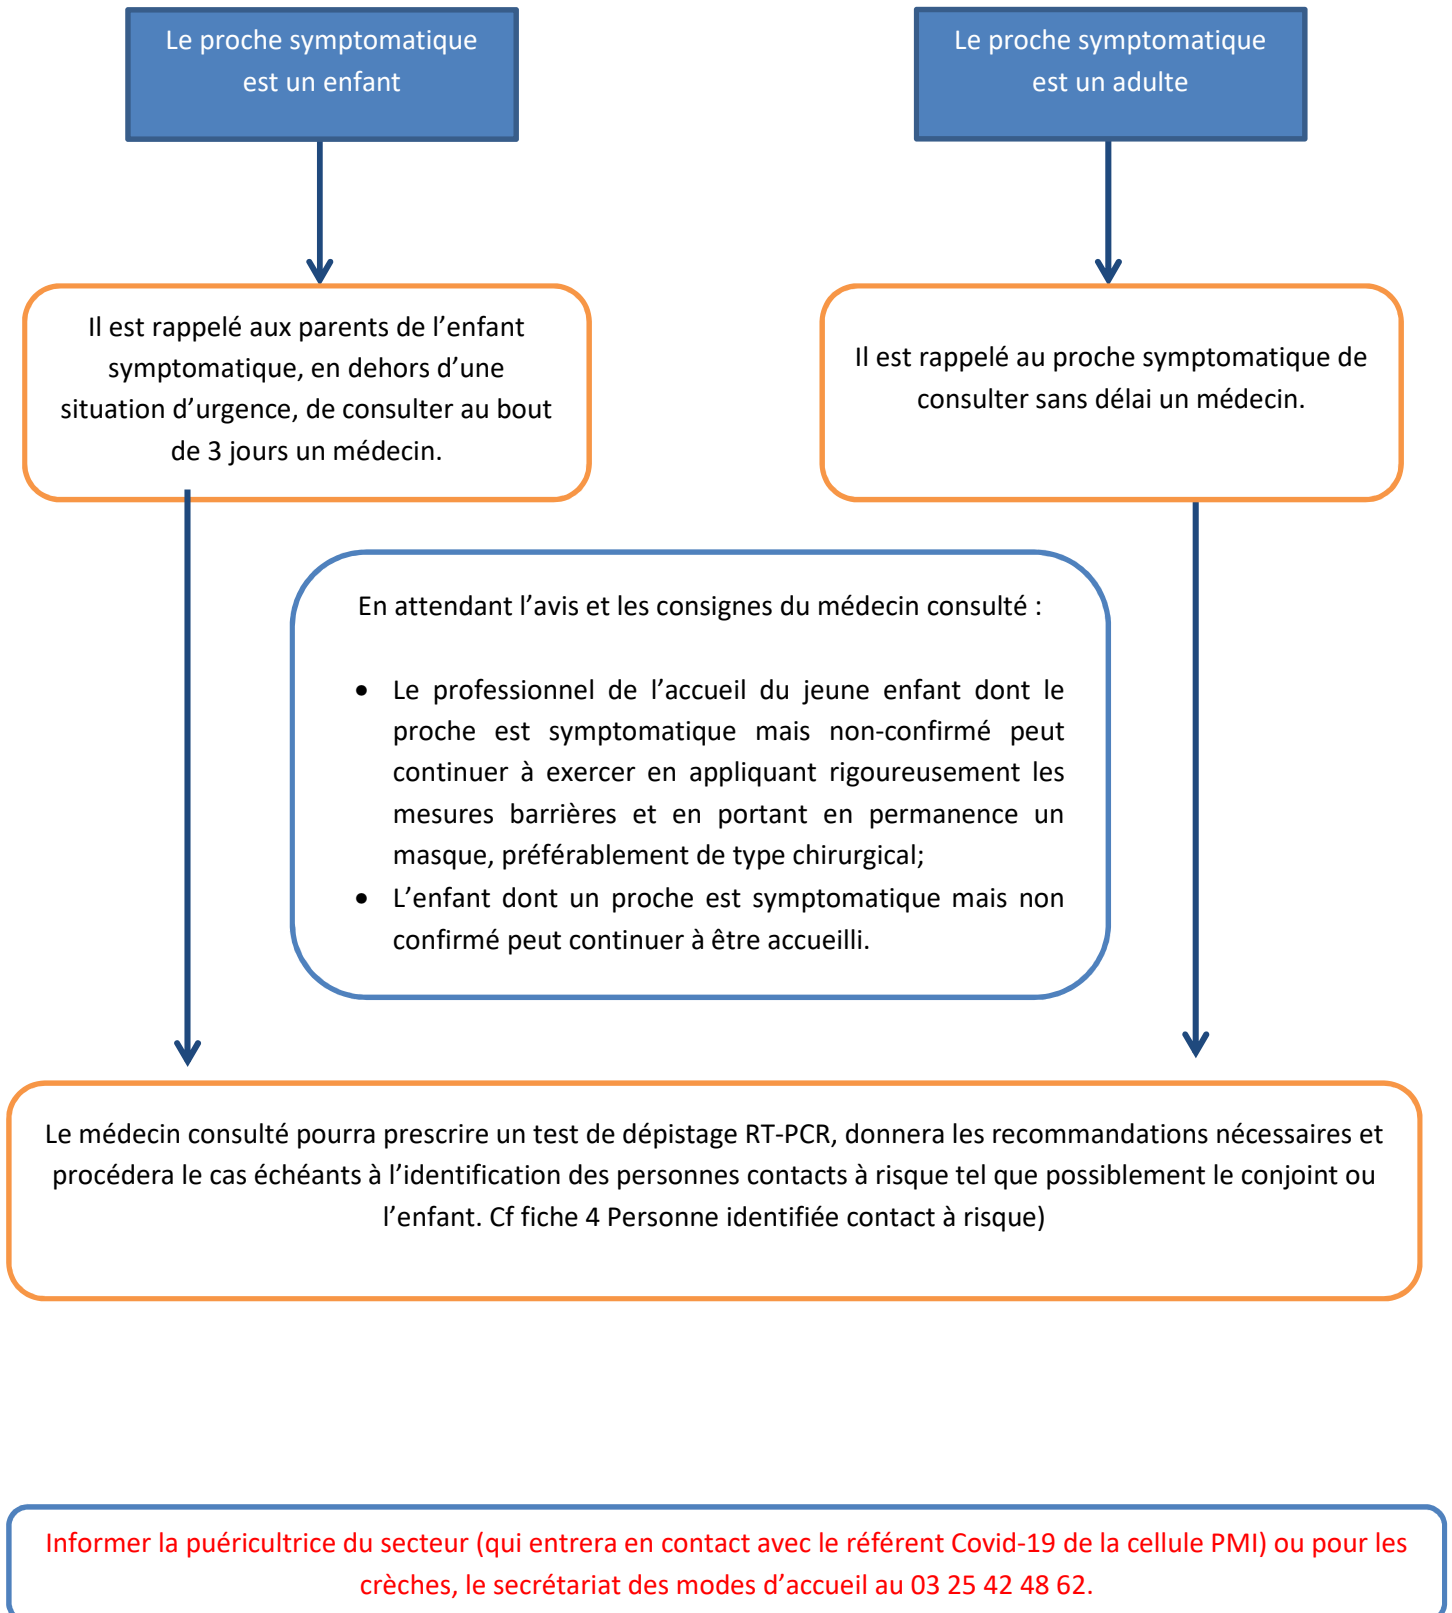 Le proche symptomatique
est un enfant
Le proche symptomatique
est un adulte
Il est rappelé aux parents de l’enfant
symptomatique, en dehors d’une
situation d’urgence, de consulter au bout
de 3 jours un médecin.
Il est rappelé au proche symptomatique de
consulter sans délai un médecin.
En attendant l’avis et les consignes du médecin consulté :
• Le professionnel de l’accueil du jeune enfant dont le
proche est symptomatique mais non-confirmé peut
continuer à exercer en appliquant rigoureusement les
mesures barrières et en portant en permanence un
masque, préférablement de type chirurgical;
• L’enfant dont un proche est symptomatique mais non
confirmé peut continuer à être accueilli.
Le médecin consulté pourra prescrire un test de dépistage RT-PCR, donnera les recommandations nécessaires et
procédera le cas échéants à l’identification des personnes contacts à risque tel que possiblement le conjoint ou
l’enfant. Cf fiche 4 Personne identifiée contact à risque)
Informer la puéricultrice du secteur (qui entrera en contact avec le référent Covid-19 de la cellule PMI) ou pour les
crèches, le secrétariat des modes d’accueil au 03 25 42 48 62.